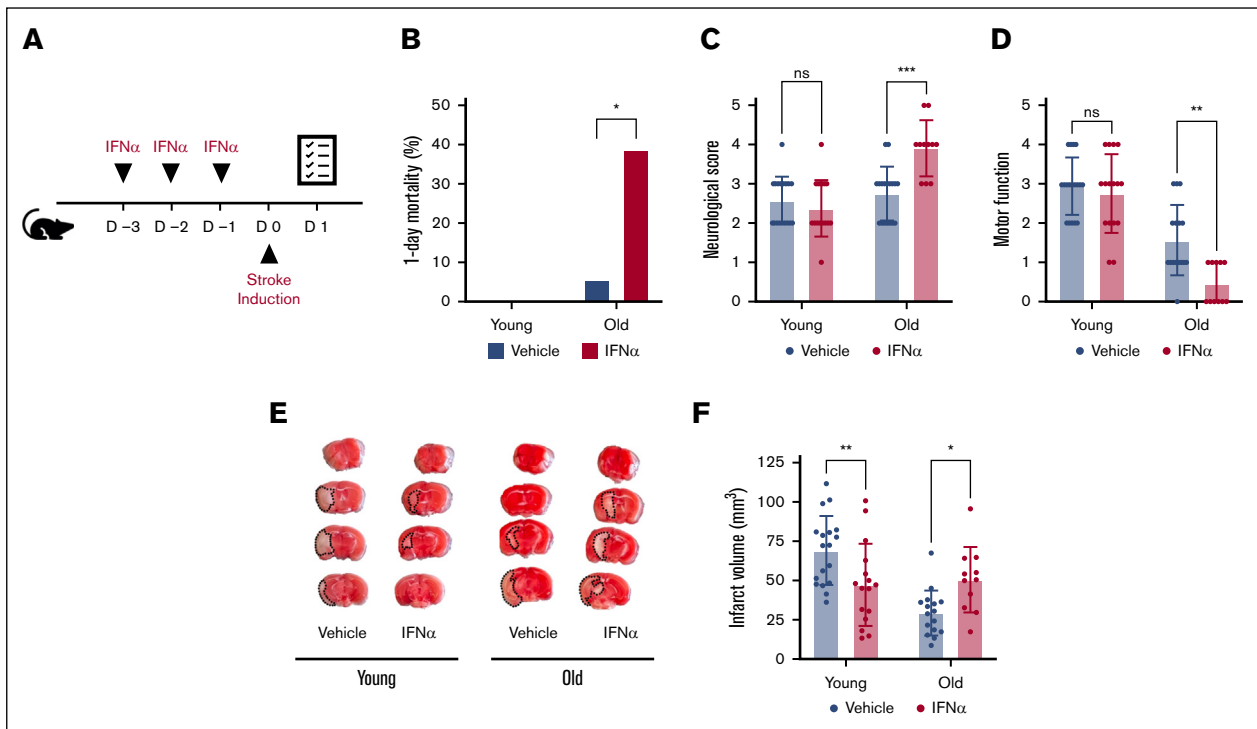 A
IFNα IFNα IFNα
D −3 D −2 D −1 D 0 D 1
Stroke
Induction
B
1-day mortality (%)
50
40
30
20
10
0
*
Young Old
Vehicle IFNα
C
Neurological score
5
4
3
2
1
0
ns
***
Young Old
Vehicle IFNα
D
Motor function
5
4
3
2
1
0
ns
**
Young Old
Vehicle IFNα
E
Vehicle IFNα Vehicle IFNα
Young Old
F
Infarct volume (mm³)
125
100
75
50
25
0
**
*
Young Old
Vehicle IFNα